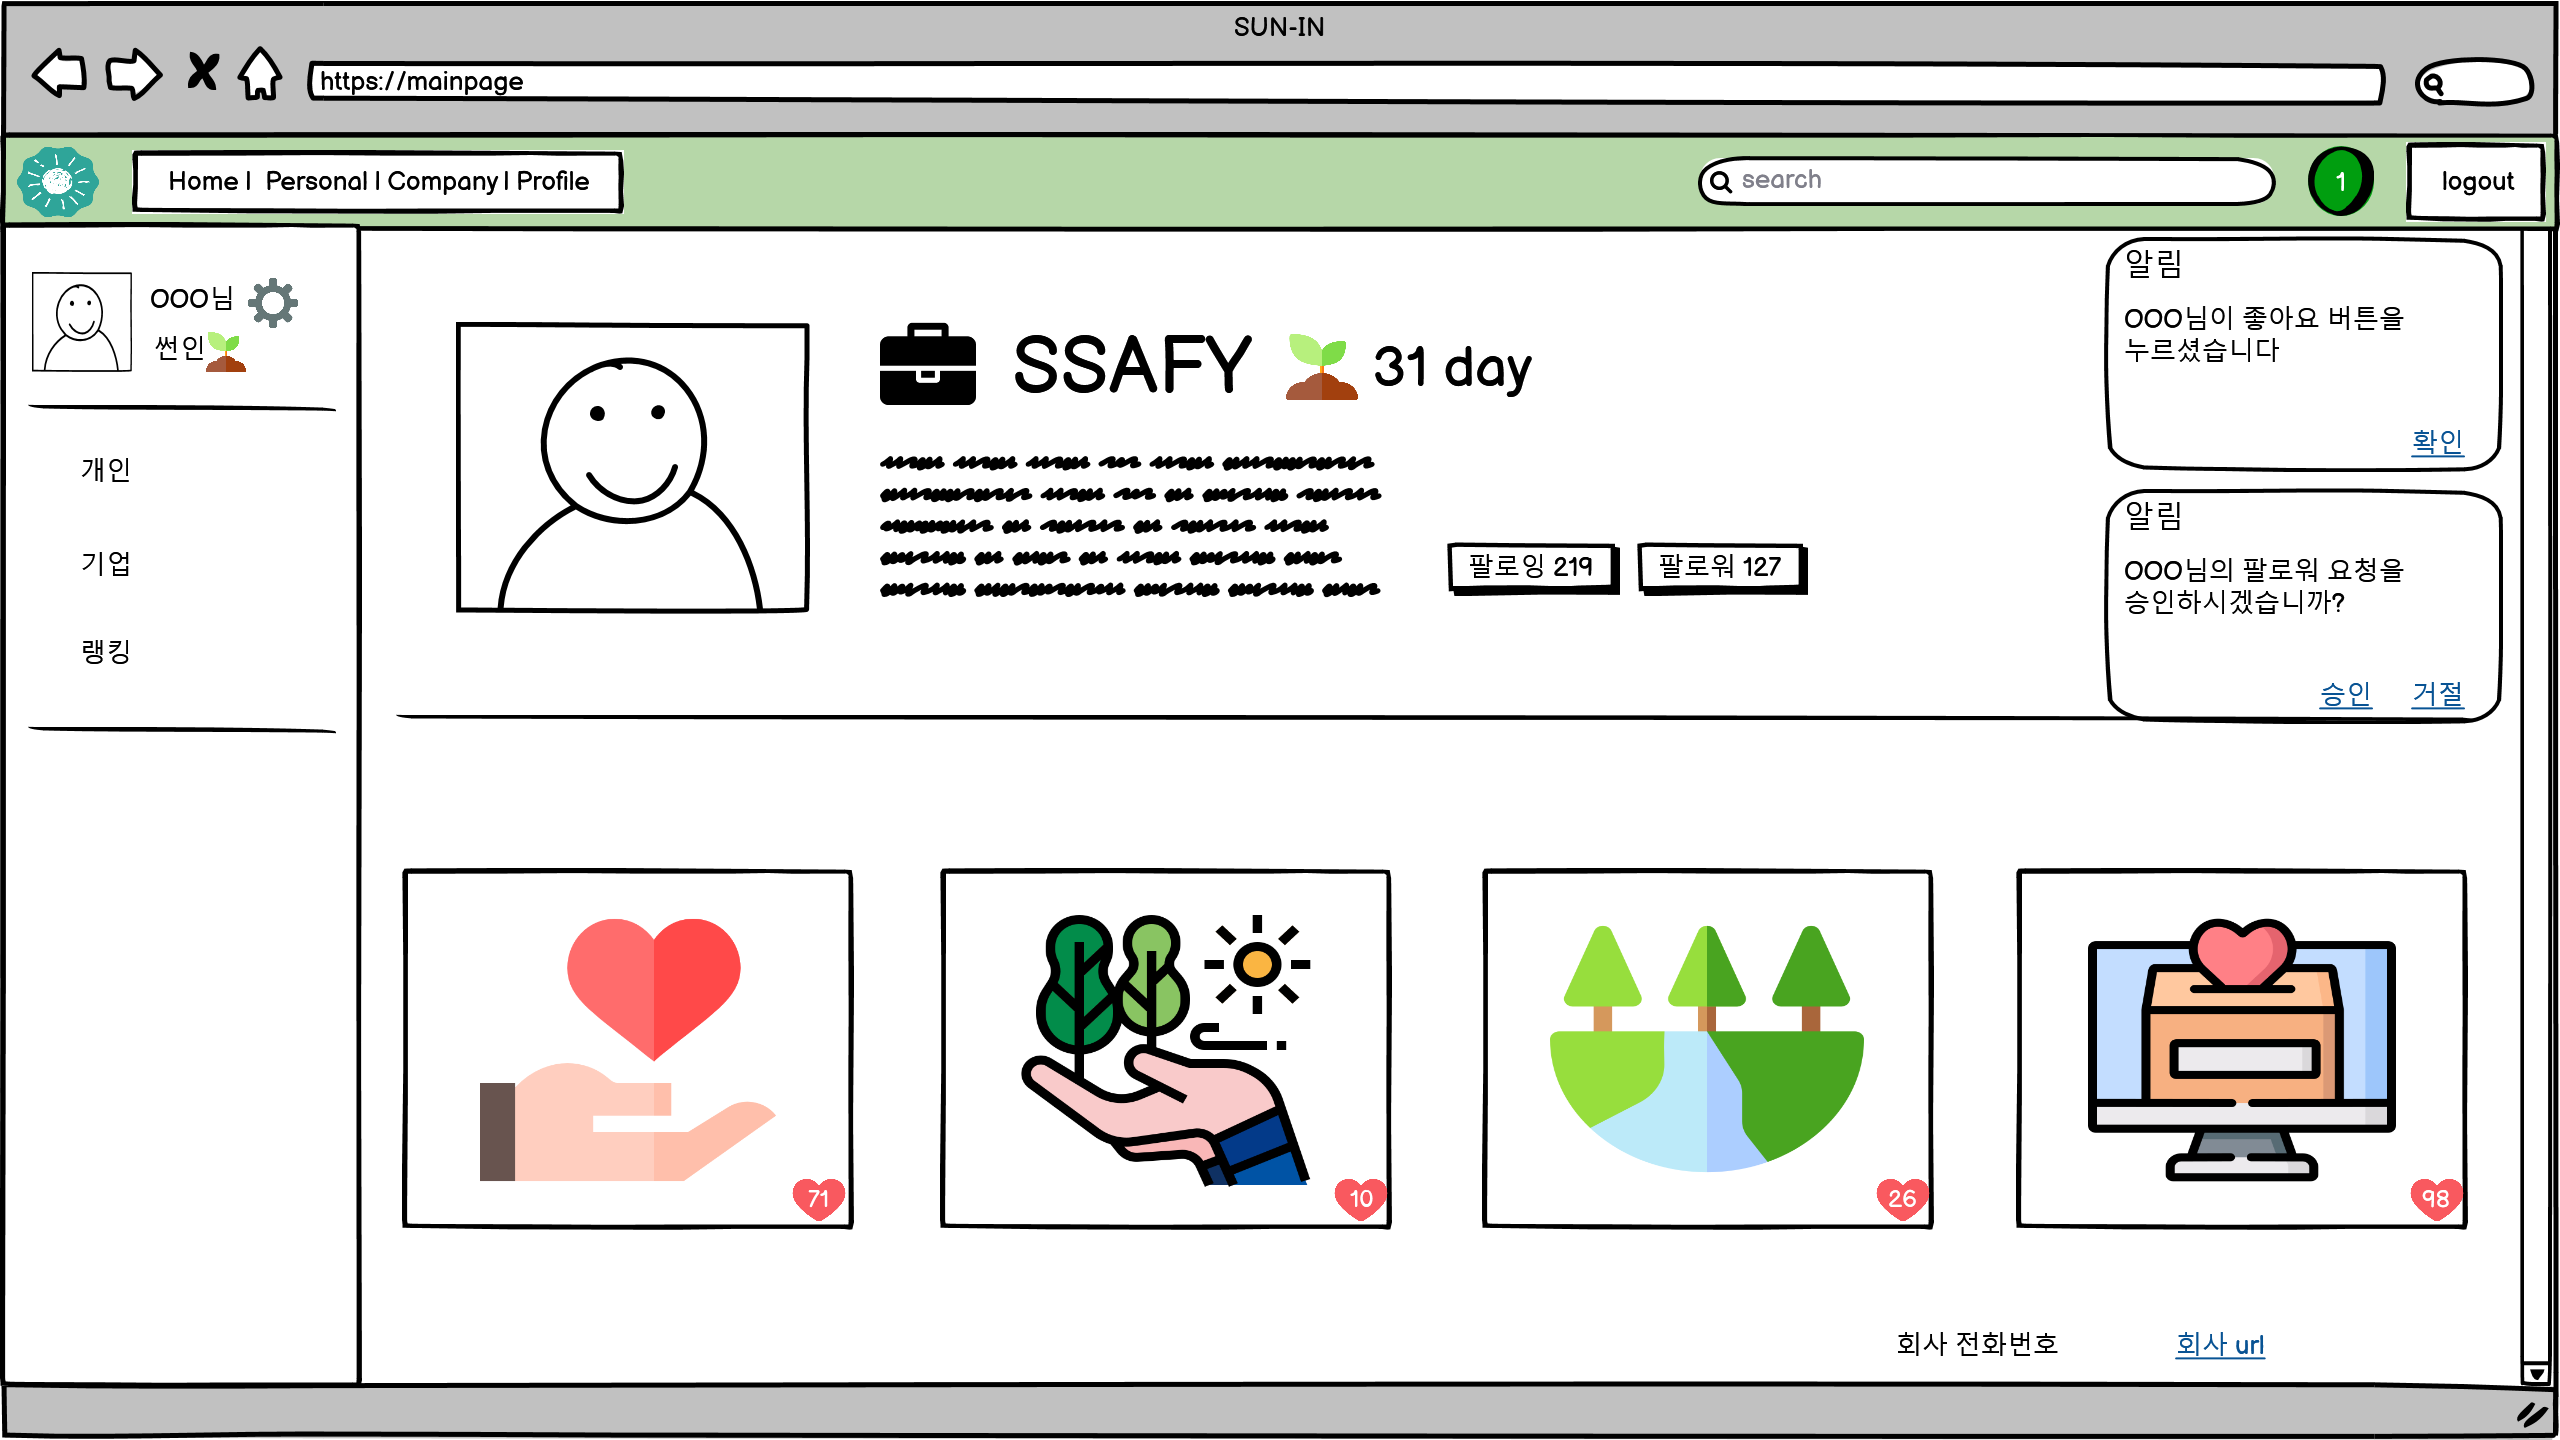 SUN-IN
https://mainpage
Home | Personal | Company | Profile
search
1
logout
OOO님
썬인
개인
기업
랭킹
SSAFY
31 day
팔로잉 219
팔로워 127
알림
OOO님이 좋아요 버튼을
누르셨습니다
확인
알림
OOO님의 팔로워 요청을
승인하시겠습니까?
승인 거절
71
10
26
98
회사 전화번호
회사 url